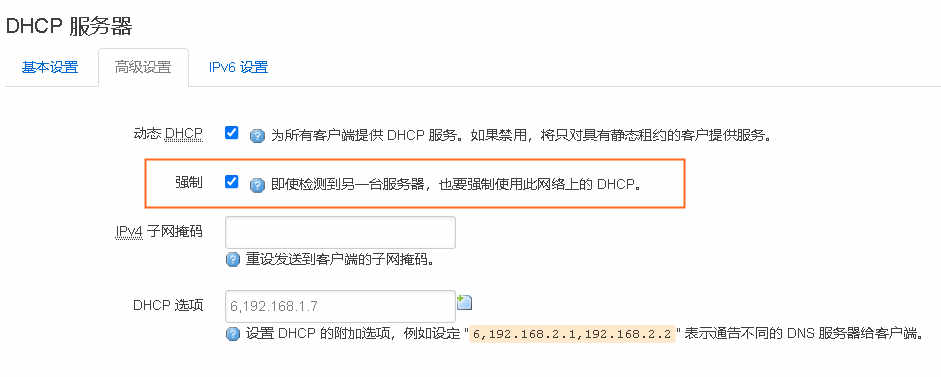 DHCP 服务器
基本设置 高级设置 IPv6 设置
动态 DHCP 为所有客户端提供 DHCP 服务。如果禁用，将只对具有静态租约的客户提供服务。
强制 即使检测到另一台服务器，也要强制使用此网络上的 DHCP。
IPv4 子网掩码
重设发送到客户端的子网掩码。
DHCP 选项 6,192.168.1.7
设置 DHCP 的附加选项，例如设定 "6,192.168.2.1,192.168.2.2" 表示通告不同的 DNS 服务器给客户端。